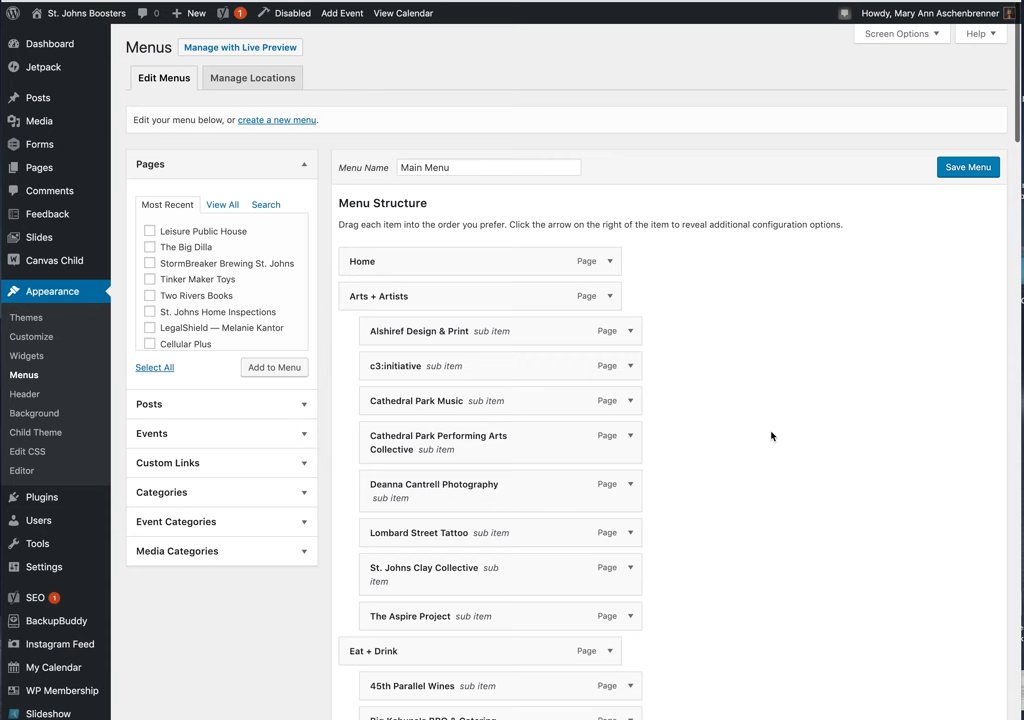 St. Johns Boosters 0 New 1 Disabled Add Event View Calendar Howdy, Mary Ann Aschenbrenner
Screen Options Help
Menus Manage with Live Preview
Edit Menus Manage Locations
Edit your menu below, or create a new menu.
Dashboard
Jetpack
Posts
Media
Forms
Pages
Comments
Feedback
Slides
Canvas Child
Appearance
Themes
Customize
Widgets
Menus
Header
Background
Child Theme
Edit CSS
Editor
Plugins
Users
Tools
Settings
SEO 1
BackupBuddy
Instagram Feed
My Calendar
WP Membership
Slideshow
Pages
Most Recent View All Search
Leisure Public House
The Big Dilla
StormBreaker Brewing St. Johns
Tinker Maker Toys
Two Rivers Books
St. Johns Home Inspections
LegalShield — Melanie Kantor
Cellular Plus
Select All Add to Menu
Posts
Events
Custom Links
Categories
Event Categories
Media Categories
Menu Name Main Menu Save Menu
Menu Structure
Drag each item into the order you prefer. Click the arrow on the right of the item to reveal additional configuration options.
Home Page
Arts + Artists Page
Alshiref Design & Print sub item Page
c3:initiative sub item Page
Cathedral Park Music sub item Page
Cathedral Park Performing Arts Page
Collective sub item
Deanna Cantrell Photography Page
sub item
Lombard Street Tattoo sub item Page
St. Johns Clay Collective sub Page
item
The Aspire Project sub item Page
Eat + Drink Page
45th Parallel Wines sub item Page